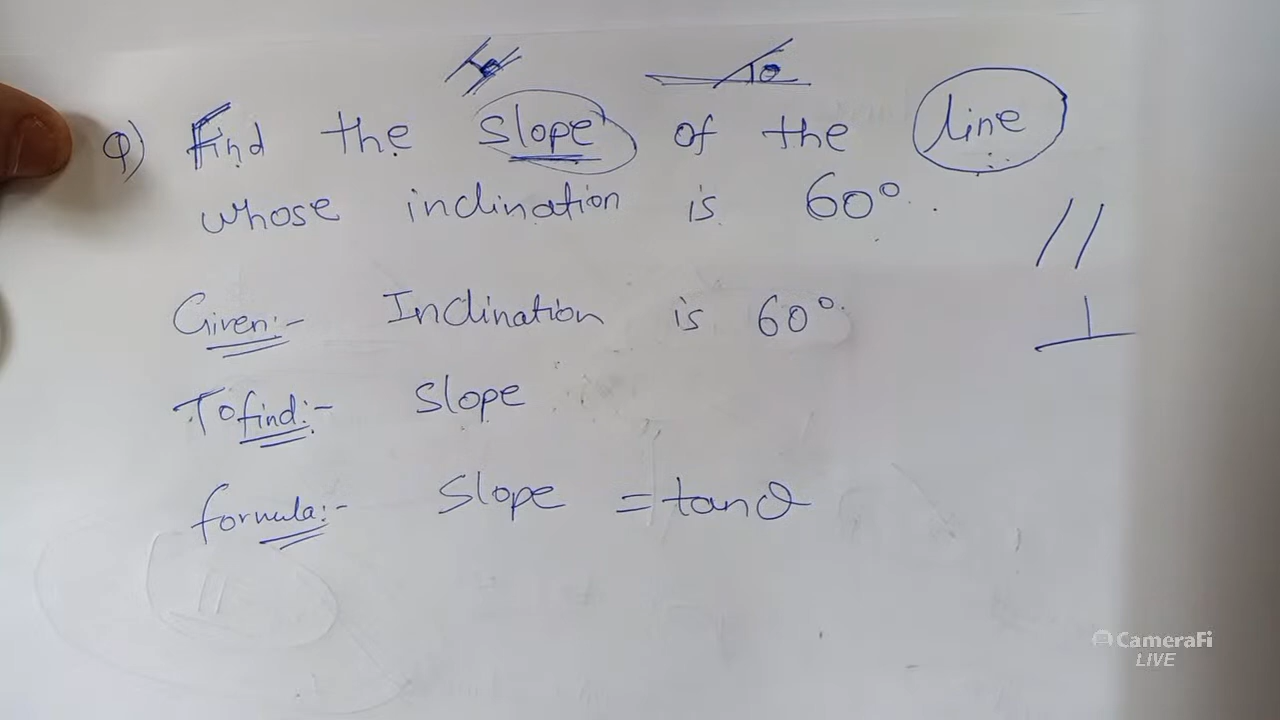 Q) Find the slope of the line
whose inclination is 60°.
Given:- Inclination is 60°.
To find:- Slope
formula:- Slope = tanθ
CameraFi
LIVE